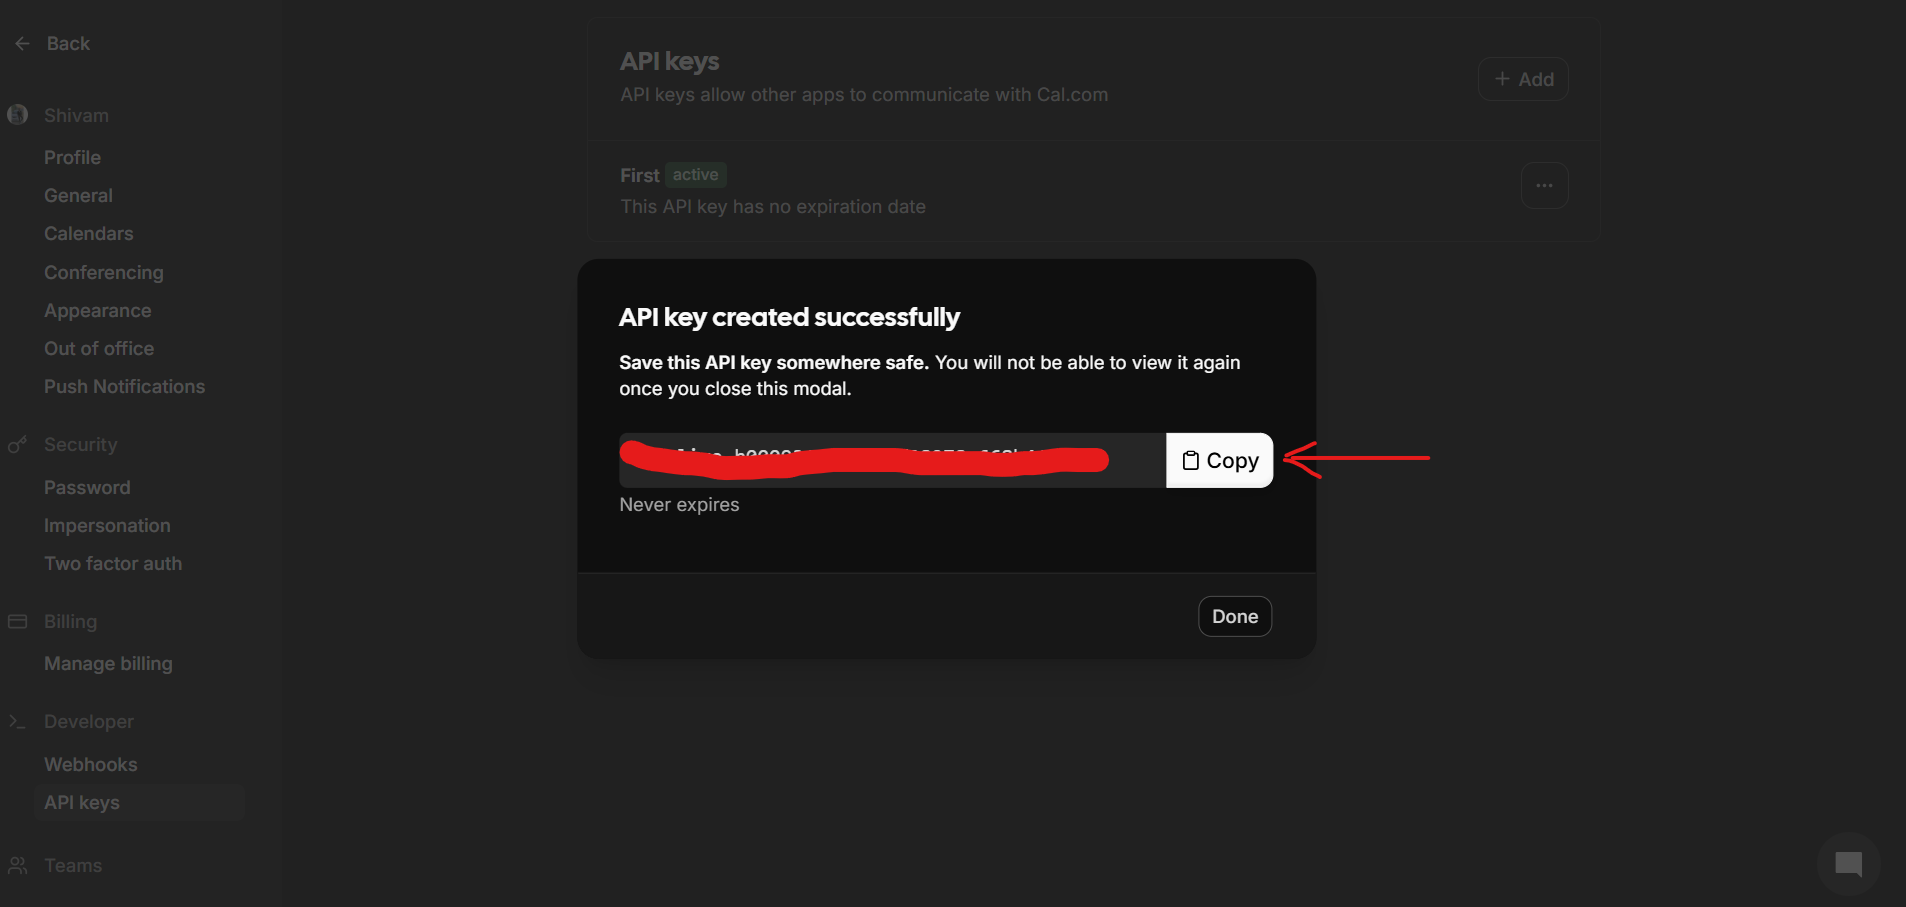 Back
Shivam
Profile
General
Calendars
Conferencing
Appearance
Out of office
Push Notifications
Security
Password
Impersonation
Two factor auth
Billing
Manage billing
Developer
Webhooks
API keys
Teams
API keys
API keys allow other apps to communicate with Cal.com
+ Add
First active
This API key has no expiration date
API key created successfully
Save this API key somewhere safe. You will not be able to view it again
once you close this modal.
Copy
Never expires
Done